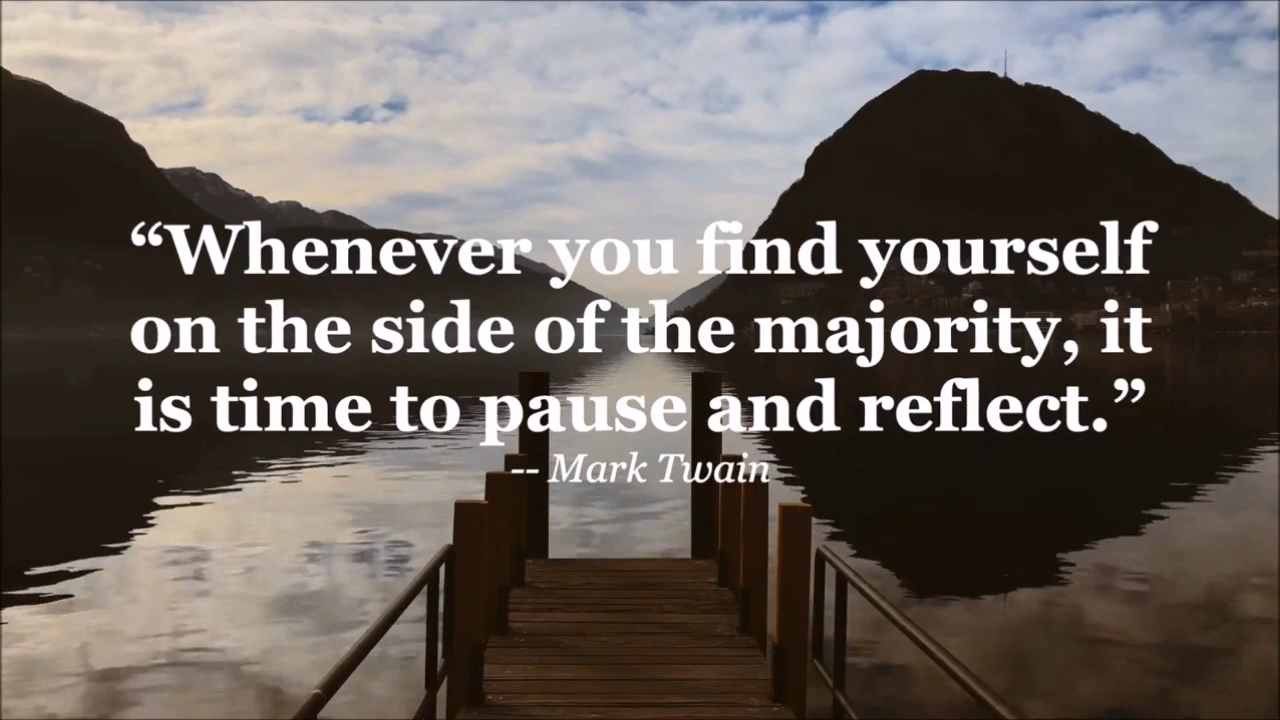 “Whenever you find yourself
on the side of the majority, it
is time to pause and reflect.”
-- Mark Twain